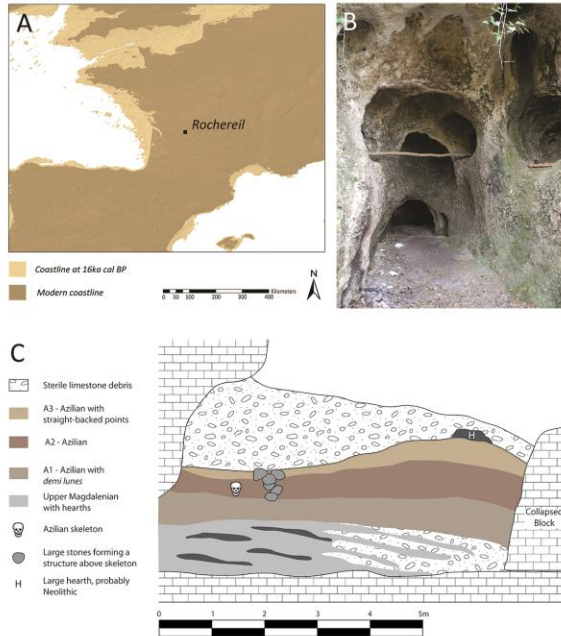 A
Rochereil
Coastline at 16ka cal BP
Modern coastline
0 50 100 200 300 400
Kilometers
N
B
C
Sterile limestone debris
A3 - Azilian with
straight-backed points
A2 - Azilian
A1 - Azilian with
demi lunes
Upper Magdalenian
with hearths
Azilian skeleton
Large stones forming a
structure above skeleton
H
Large hearth, probably
Neolithic
H
Collapsed
Block
0 1 2 3 4 5m